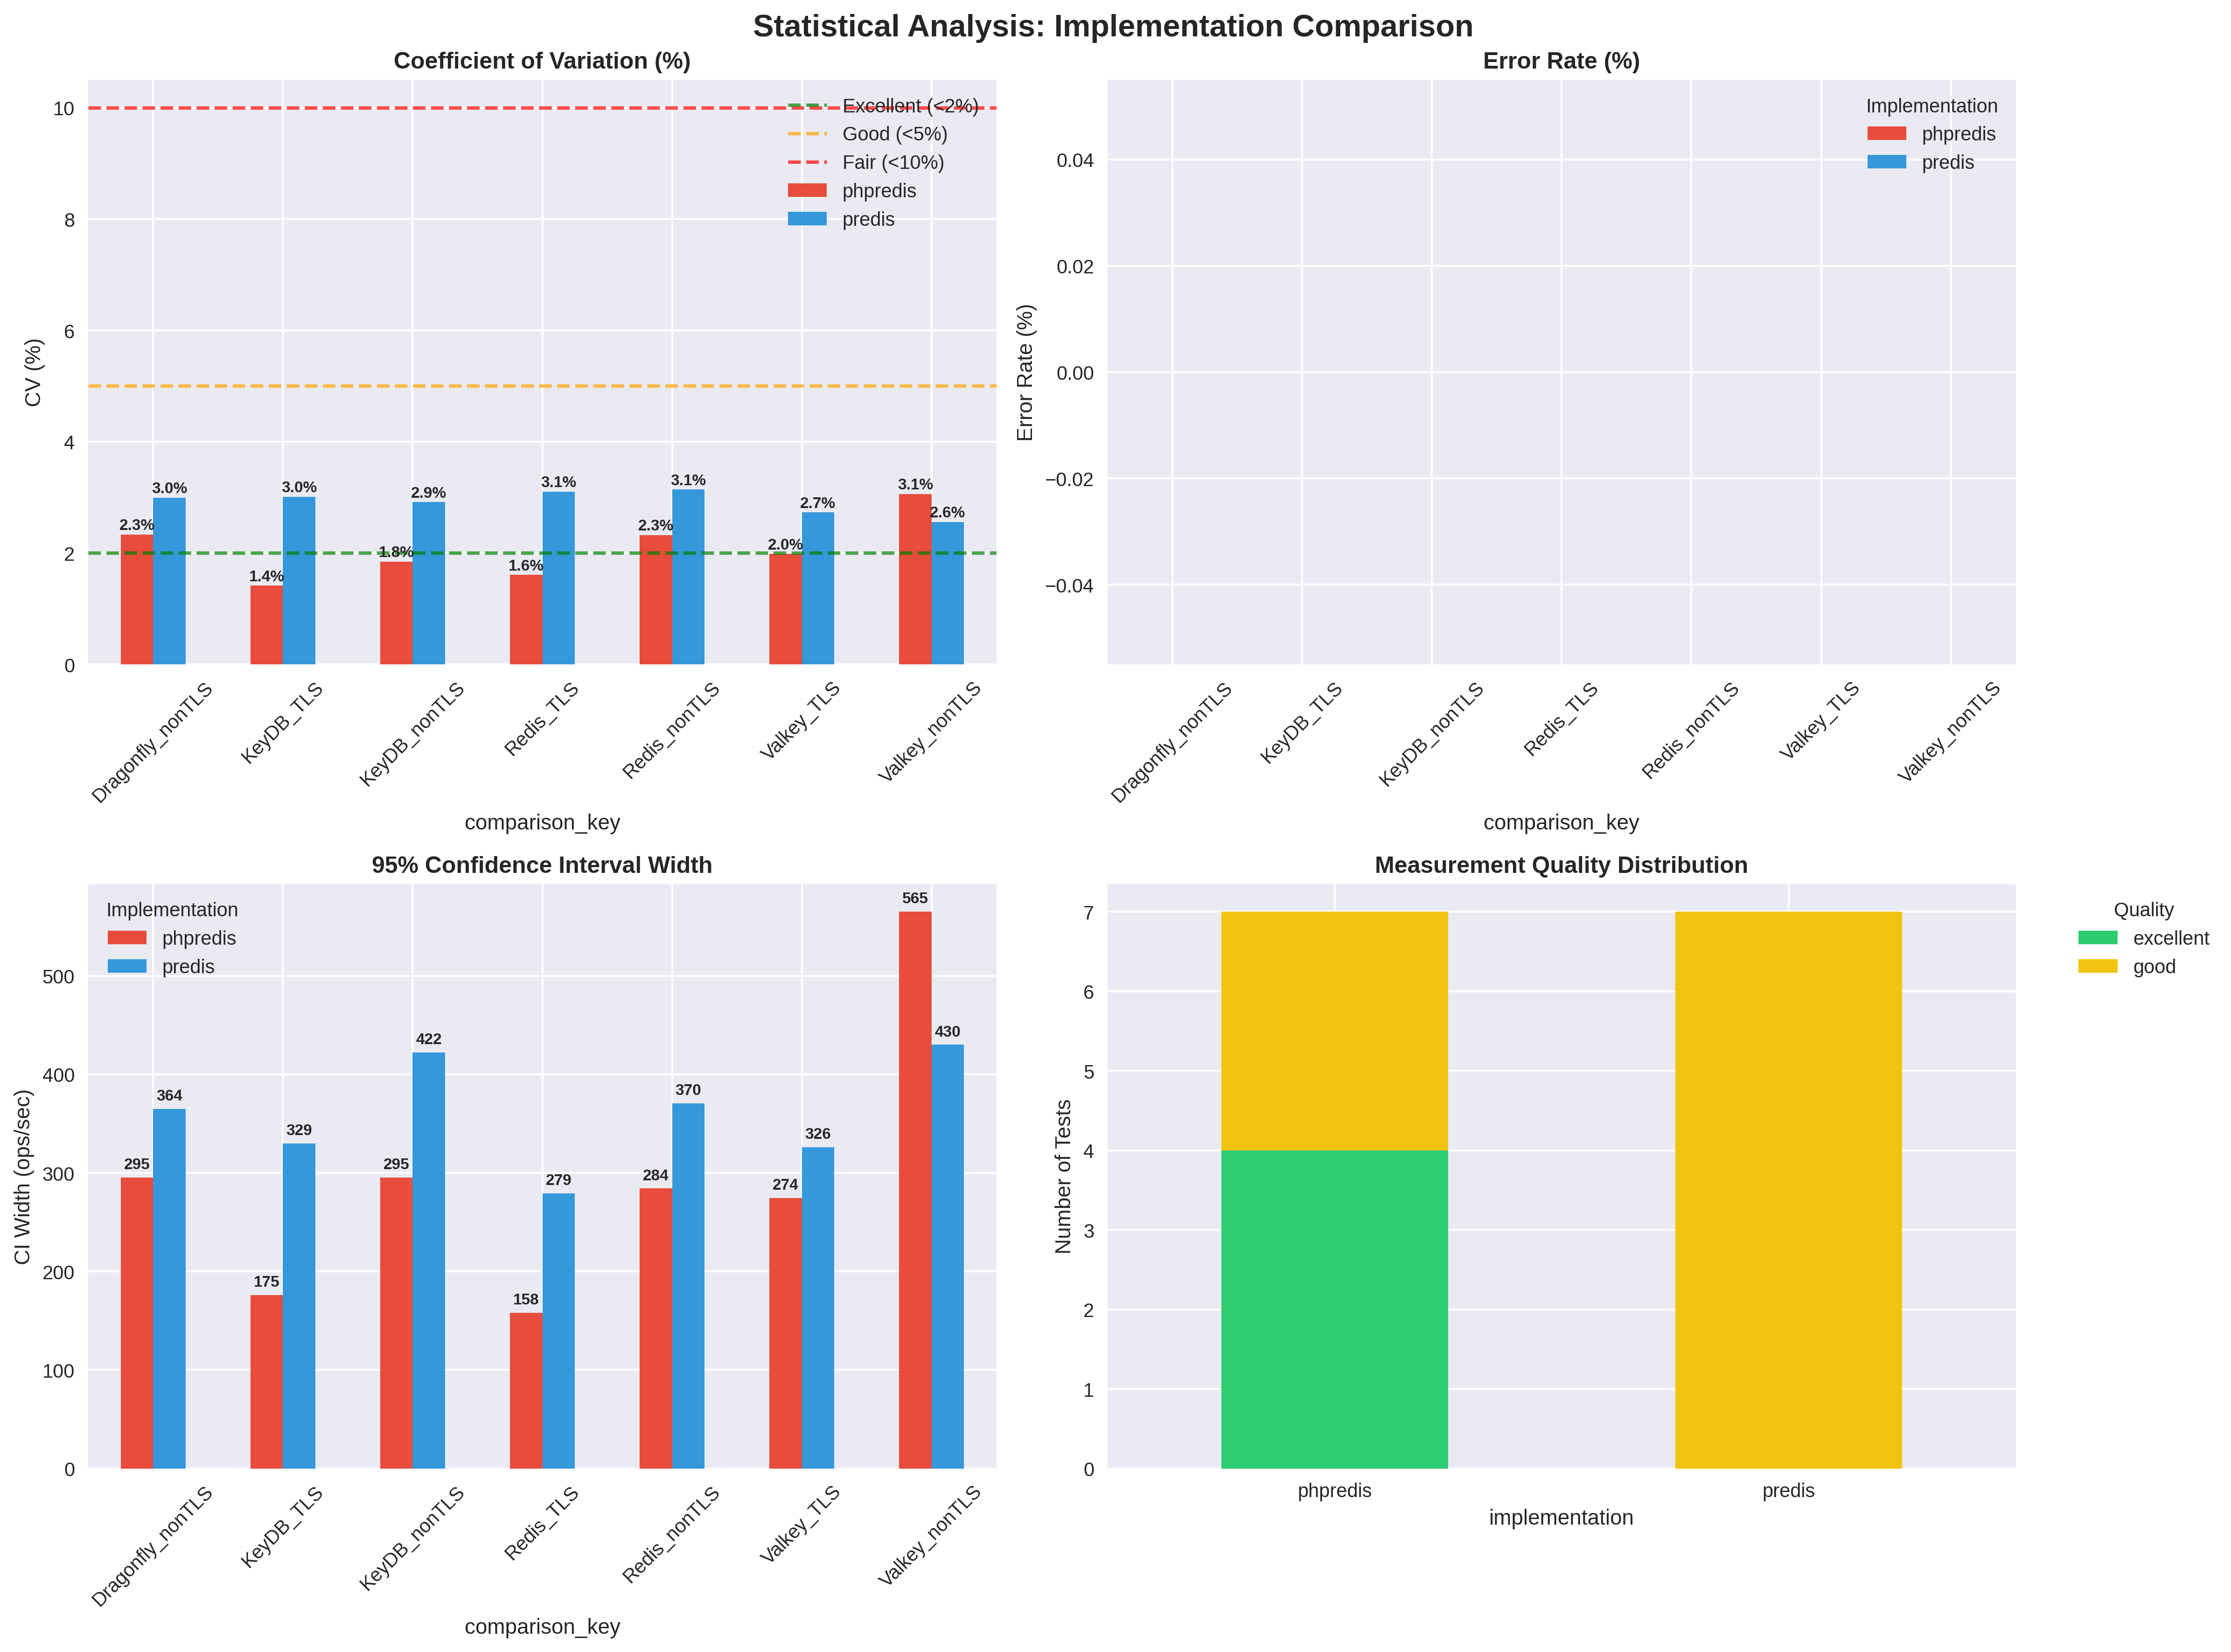 Statistical Analysis: Implementation Comparison
Coefficient of Variation (%)
CV (%)
10
8
6
4
2
0
Excellent (<2%)
Good (<5%)
Fair (<10%)
phpredis
predis
2.3%
3.0%
1.4%
3.0%
1.8%
2.9%
1.6%
3.1%
2.3%
3.1%
2.0%
2.7%
3.1%
2.6%
Dragonfly_nonTLS
KeyDB_TLS
KeyDB_nonTLS
Redis_TLS
Redis_nonTLS
Valkey_TLS
Valkey_nonTLS
comparison_key
Error Rate (%)
Error Rate (%)
0.04
0.02
0.00
−0.02
−0.04
Implementation
phpredis
predis
Dragonfly_nonTLS
KeyDB_TLS
KeyDB_nonTLS
Redis_TLS
Redis_nonTLS
Valkey_TLS
Valkey_nonTLS
comparison_key
95% Confidence Interval Width
CI Width (ops/sec)
500
400
300
200
100
0
Implementation
phpredis
predis
295
364
175
329
295
422
158
279
284
370
274
326
565
430
Dragonfly_nonTLS
KeyDB_TLS
KeyDB_nonTLS
Redis_TLS
Redis_nonTLS
Valkey_TLS
Valkey_nonTLS
comparison_key
Measurement Quality Distribution
Number of Tests
7
6
5
4
3
2
1
0
phpredis
predis
implementation
Quality
excellent
good